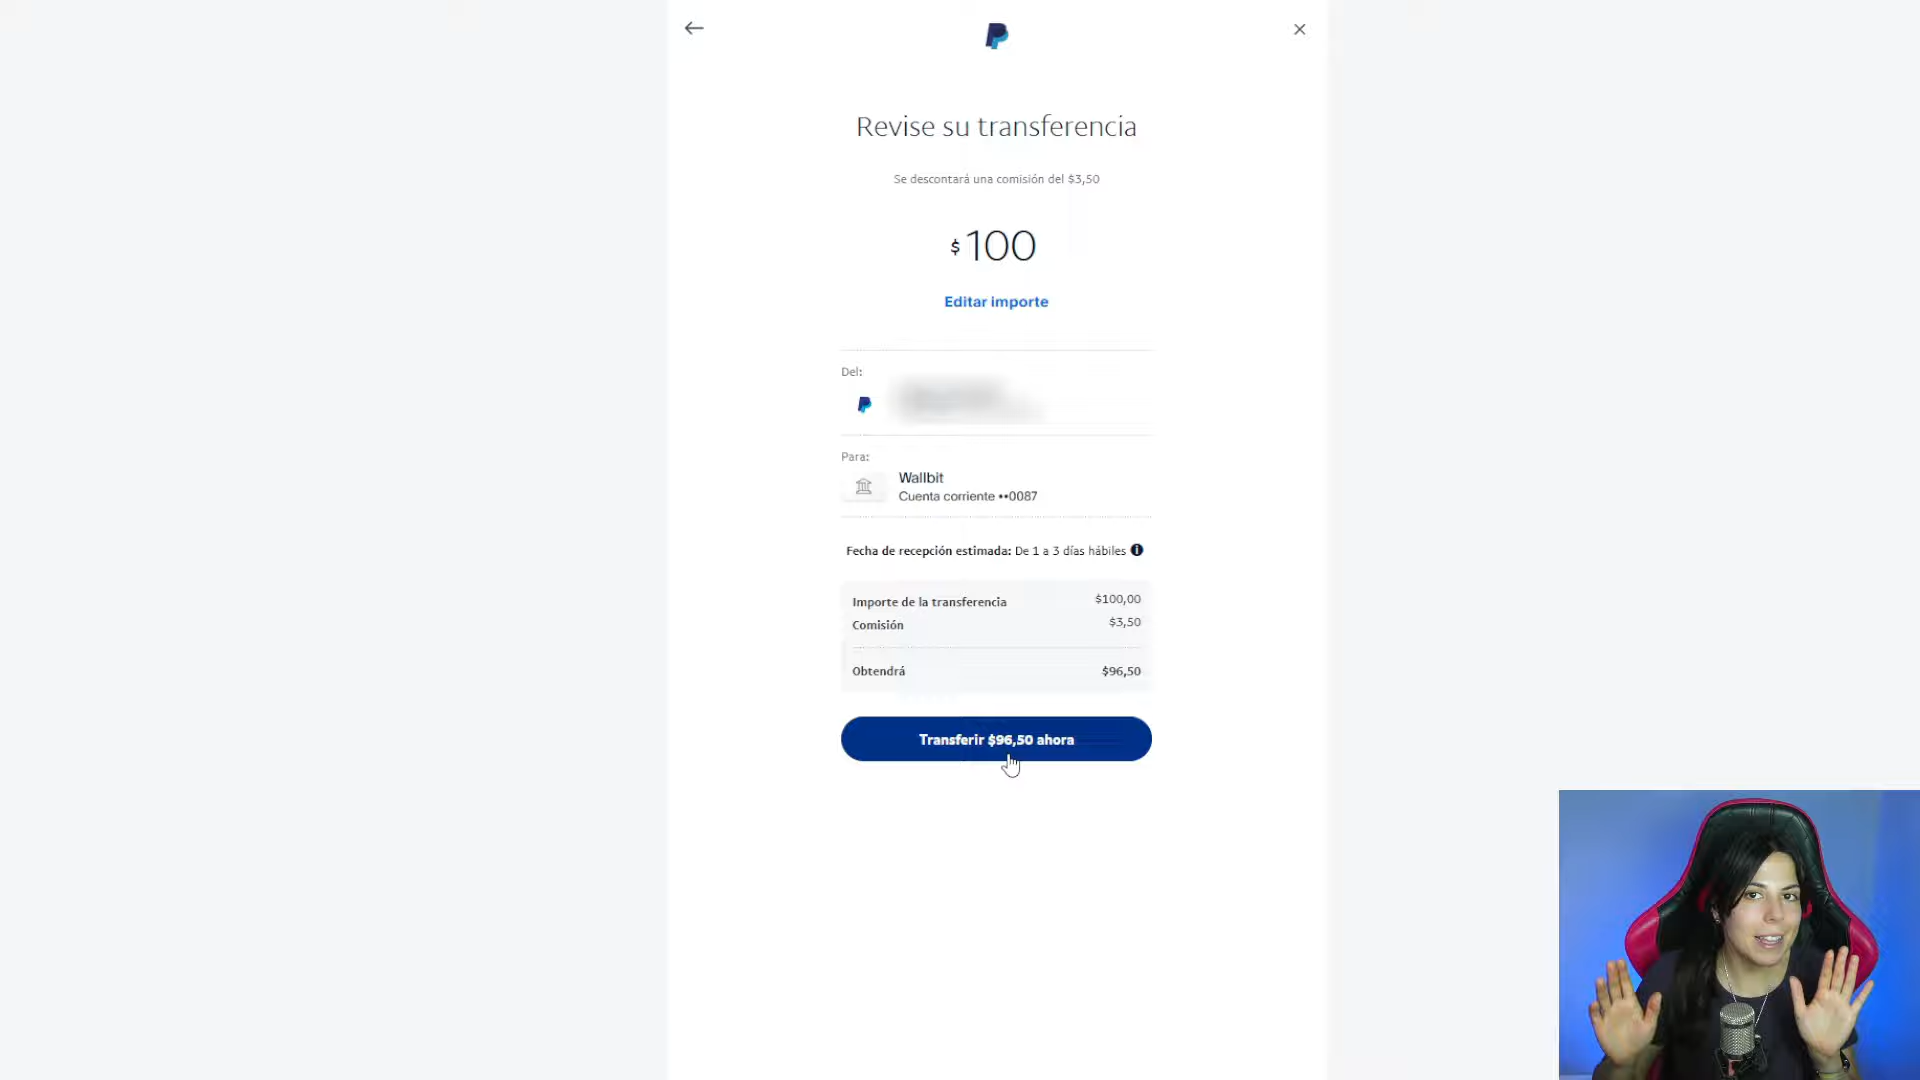 Revise su transferencia
Se descontará una comisión del $3,50
$ 100
Editar importe
Del:
Para:
Wallbit
Cuenta corriente ••0087
Fecha de recepción estimada: De 1 a 3 días hábiles
Importe de la transferencia $100,00
Comisión $3,50
Obtendrá $96,50
Transferir $96,50 ahora